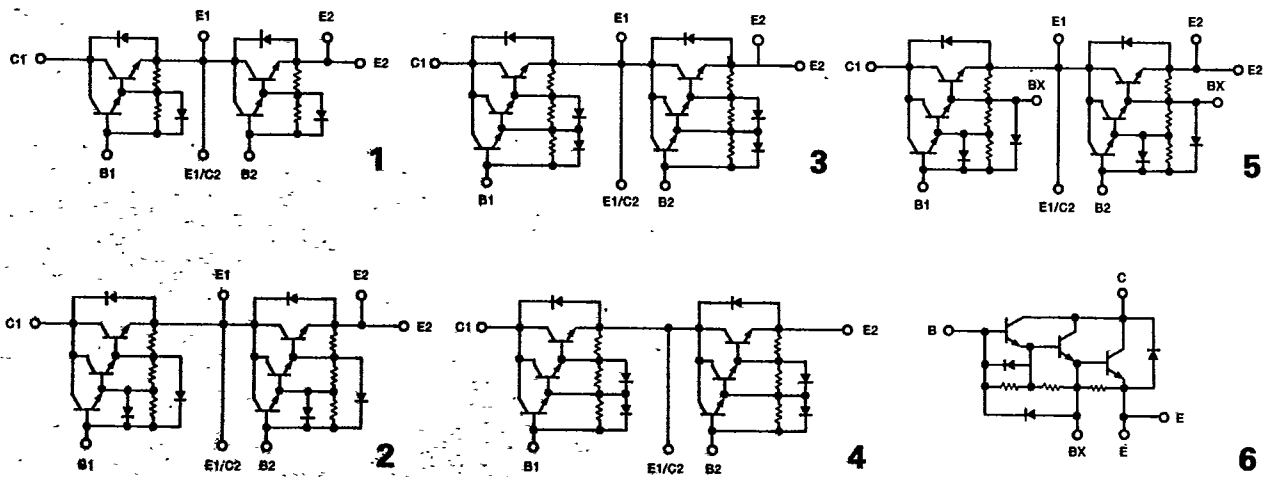 E1 E2
C1 E2
B1 E1/C2 B2
1
E1 E2
C1 E2
B1 E1/C2 B2
3
E1 E2
C1 BX BX E2
B1 E1/C2 B2
5
E1 E2
C1 E2
B1 E1/C2 B2
2
C1 E2
B1 E1/C2 B2
4
C
B
E
BX E
6